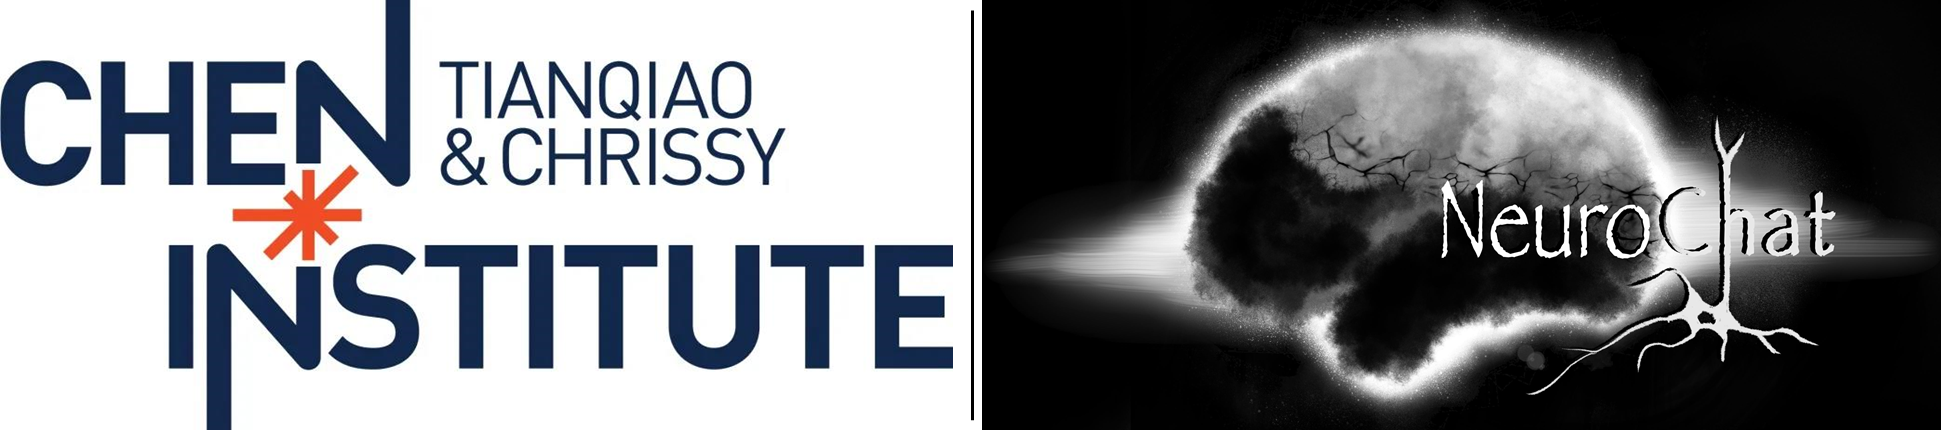 CHEN
TIANQIAO
& CHRISSY
INSTITUTE
NeuroChat